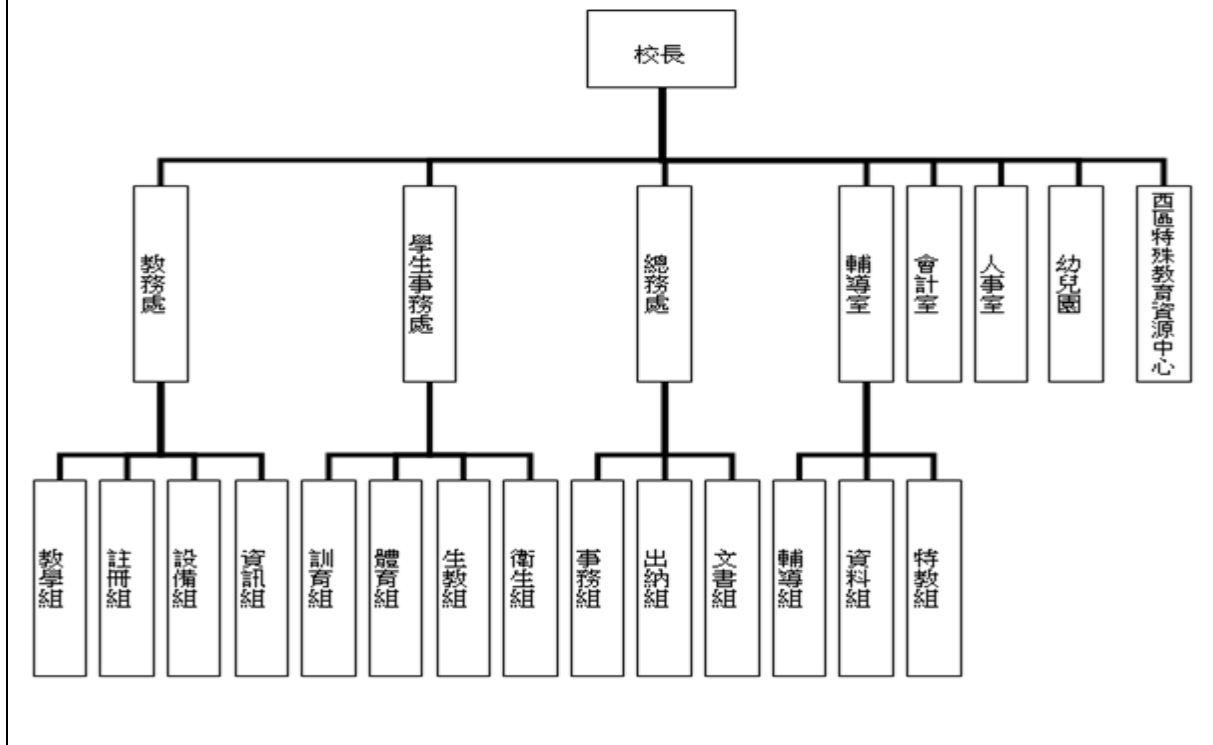 校長
教務處
學生事務處
總務處
輔導室
會計室
人事室
幼兒園
西區特殊教育資源中心
教學組
註冊組
設備組
資訊組
訓育組
體育組
生教組
衛生組
事務組
出納組
文書組
輔導組
資料組
特教組